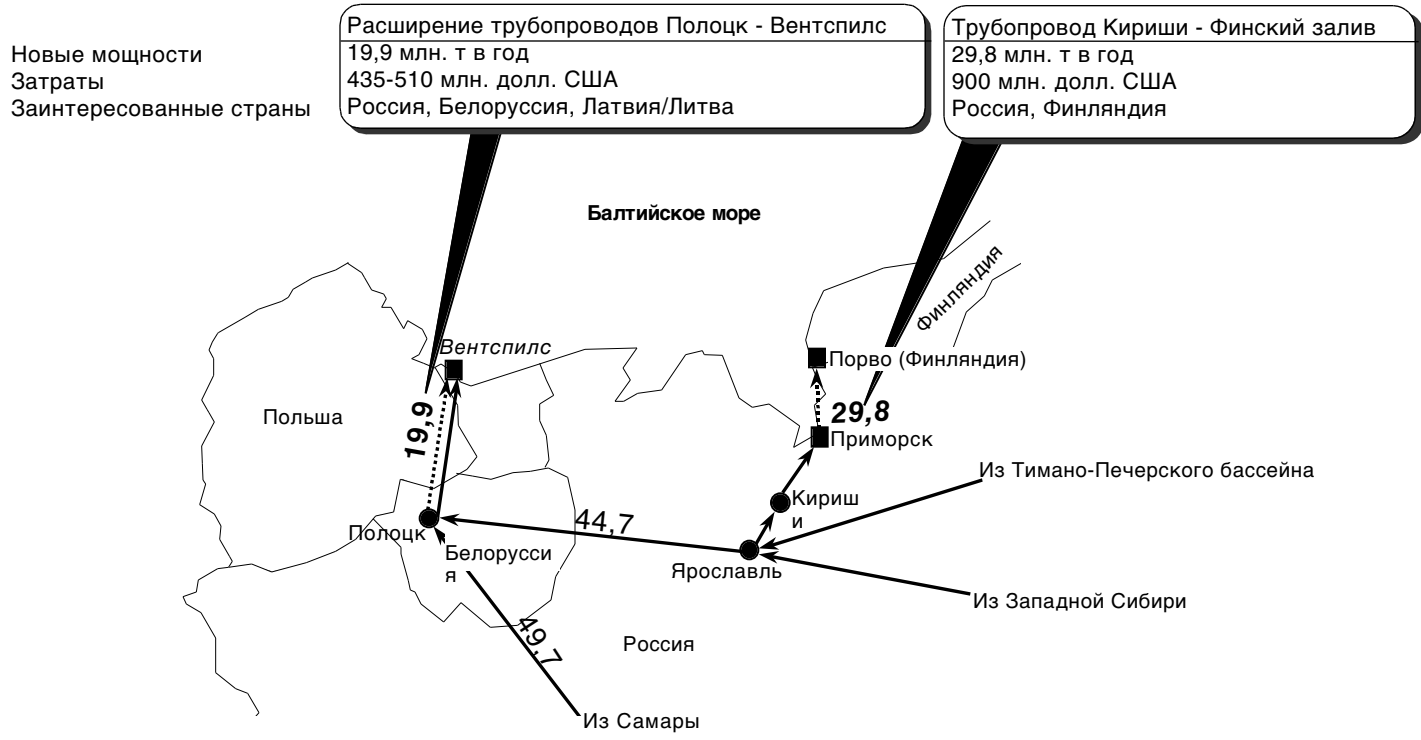 Новые мощности
Затраты
Заинтересованные страны
Расширение трубопроводов Полоцк - Вентспилс
19,9 млн. т в год
435-510 млн. долл. США
Россия, Белоруссия, Латвия/Литва
Трубопровод Кириши - Финский залив
29,8 млн. т в год
900 млн. долл. США
Россия, Финляндия
Балтийское море
Финляндия
Вентспилс
Порво (Финляндия)
Польша
19,9
29,8
Приморск
Из Тимано-Печерского бассейна
Кириш
и
44,7
Полоцк
Белорусси
я
Ярославль
Из Западной Сибири
49,7
Россия
Из Самары